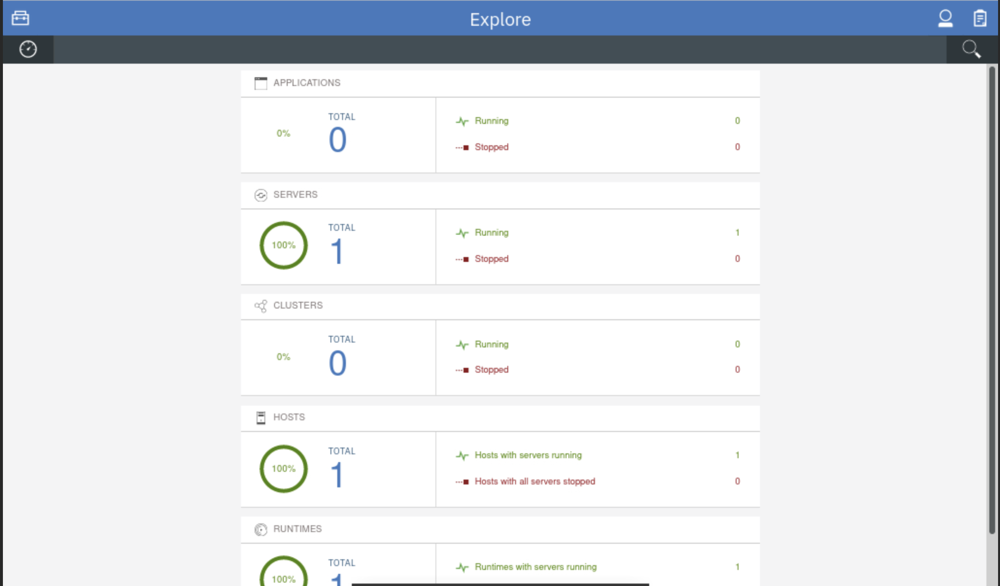 Explore
APPLICATIONS
0%
TOTAL
0
Running 0
Stopped 0
SERVERS
100%
TOTAL
1
Running 1
Stopped 0
CLUSTERS
0%
TOTAL
0
Running 0
Stopped 0
HOSTS
100%
TOTAL
1
Hosts with servers running 1
Hosts with all servers stopped 0
RUNTIMES
100%
TOTAL
1
Runtimes with servers running 1